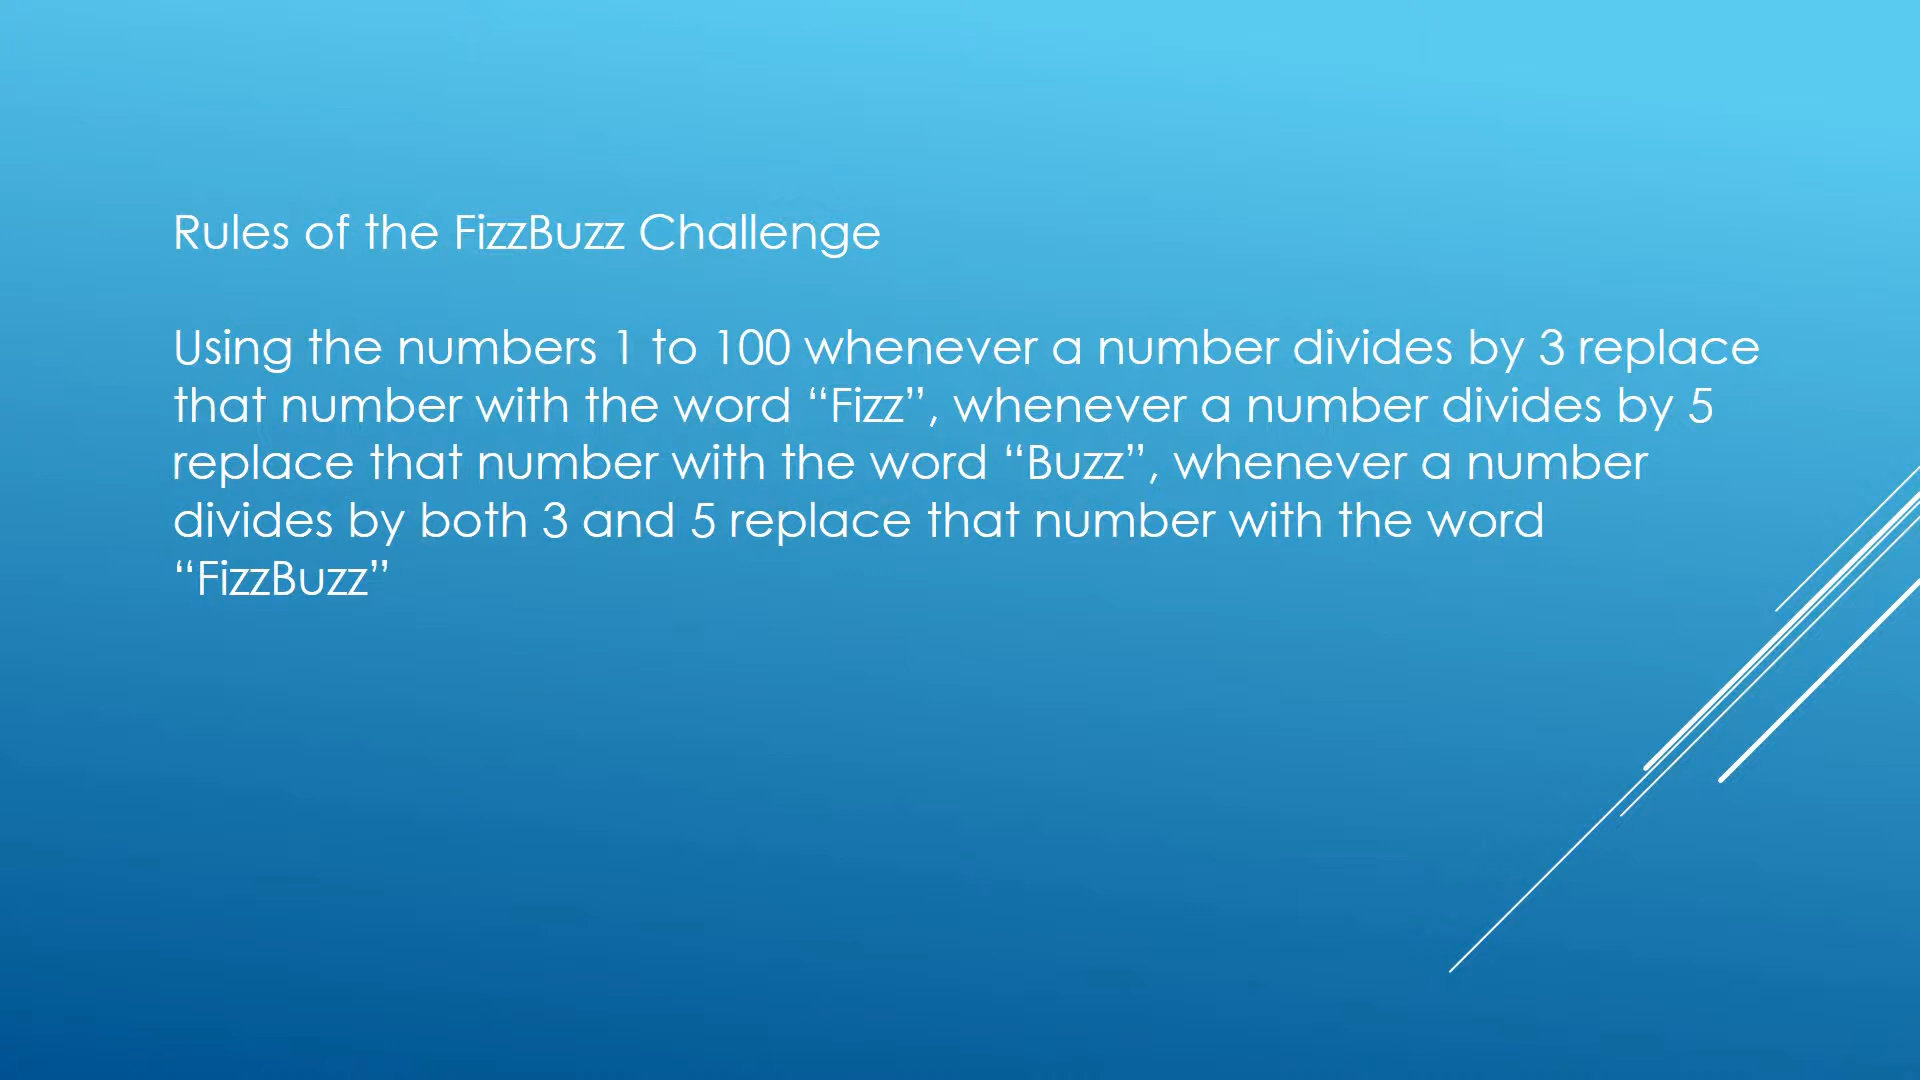 Rules of the FizzBuzz Challenge
Using the numbers 1 to 100 whenever a number divides by 3 replace
that number with the word “Fizz”, whenever a number divides by 5
replace that number with the word “Buzz”, whenever a number
divides by both 3 and 5 replace that number with the word
“FizzBuzz”